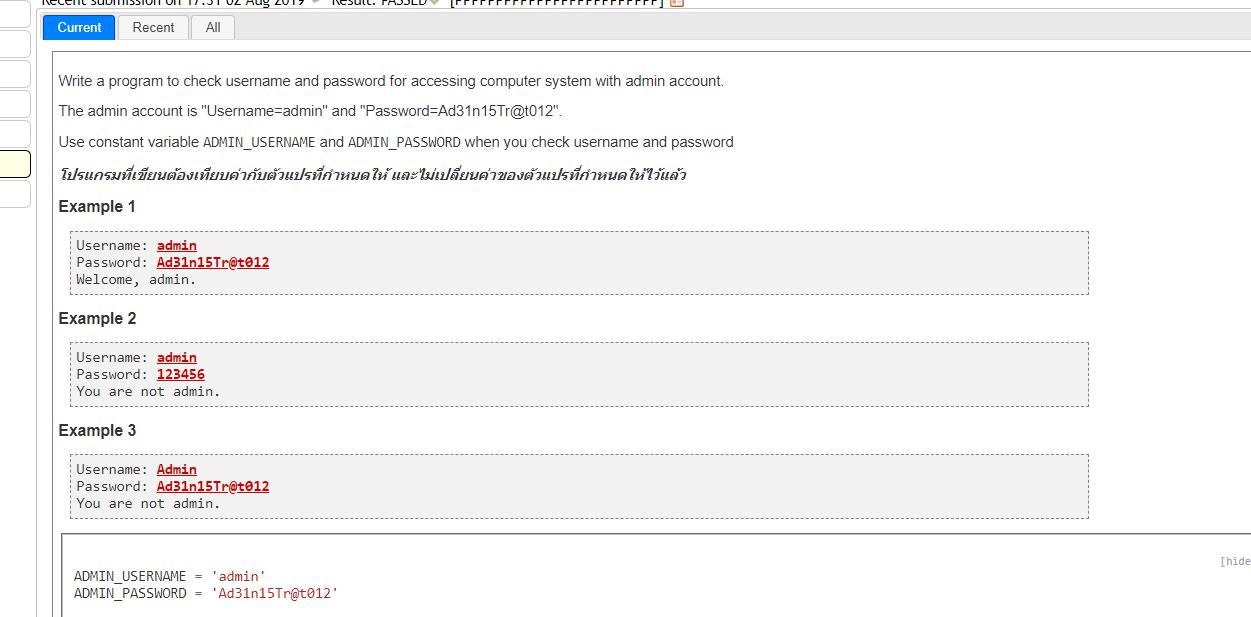 Recent submission on 17:31 02 Aug 2019 Result: PASSED
Current Recent All
Write a program to check username and password for accessing computer system with admin account.
The admin account is "Username=admin" and "Password=Ad31n15Tr@t012".
Use constant variable ADMIN_USERNAME and ADMIN_PASSWORD when you check username and password
โปรแกรมที่เขียนต้องเทียบค่ากับตัวแปรที่กำหนดให้ และไม่เปลี่ยนค่าของตัวแปรที่กำหนดให้ไว้แล้ว
Example 1
Username: admin
Password: Ad31n15Tr@t012
Welcome, admin.
Example 2
Username: admin
Password: 123456
You are not admin.
Example 3
Username: Admin
Password: Ad31n15Tr@t012
You are not admin.
[hide
ADMIN_USERNAME = 'admin'
ADMIN_PASSWORD = 'Ad31n15Tr@t012'